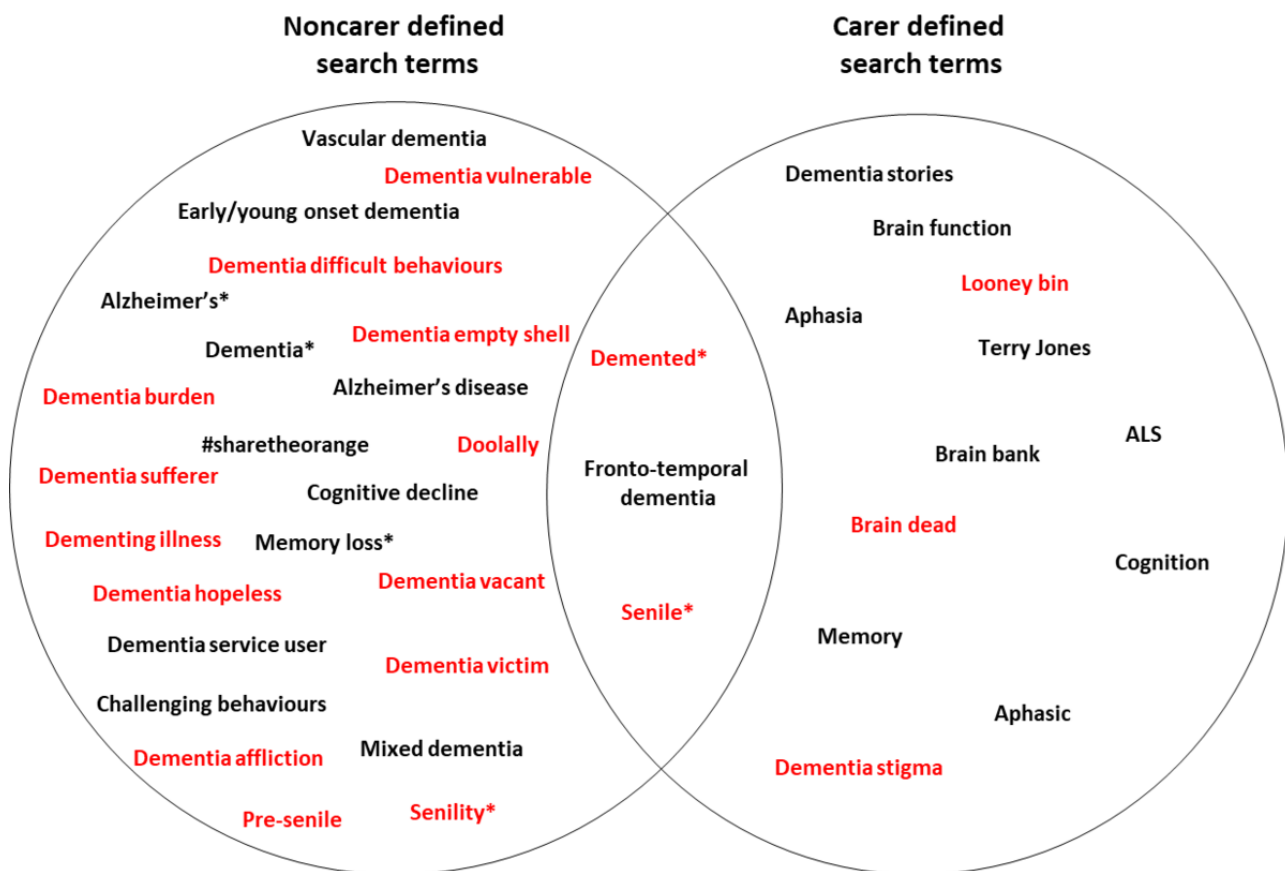 Noncarer defined
search terms
Carer defined
search terms
Vascular dementia
Dementia vulnerable
Early/young onset dementia
Dementia difficult behaviours
Alzheimer’s*
Dementia empty shell
Dementia*
Alzheimer’s disease
Dementia burden
#sharetheorange
Doolally
Dementia sufferer
Cognitive decline
Dementing illness
Memory loss*
Dementia vacant
Dementia hopeless
Dementia service user
Dementia victim
Challenging behaviours
Mixed dementia
Dementia affliction
Pre-senile
Senility*
Demented*
Fronto-temporal
dementia
Senile*
Dementia stories
Brain function
Looney bin
Aphasia
Terry Jones
ALS
Brain bank
Brain dead
Cognition
Memory
Aphasic
Dementia stigma